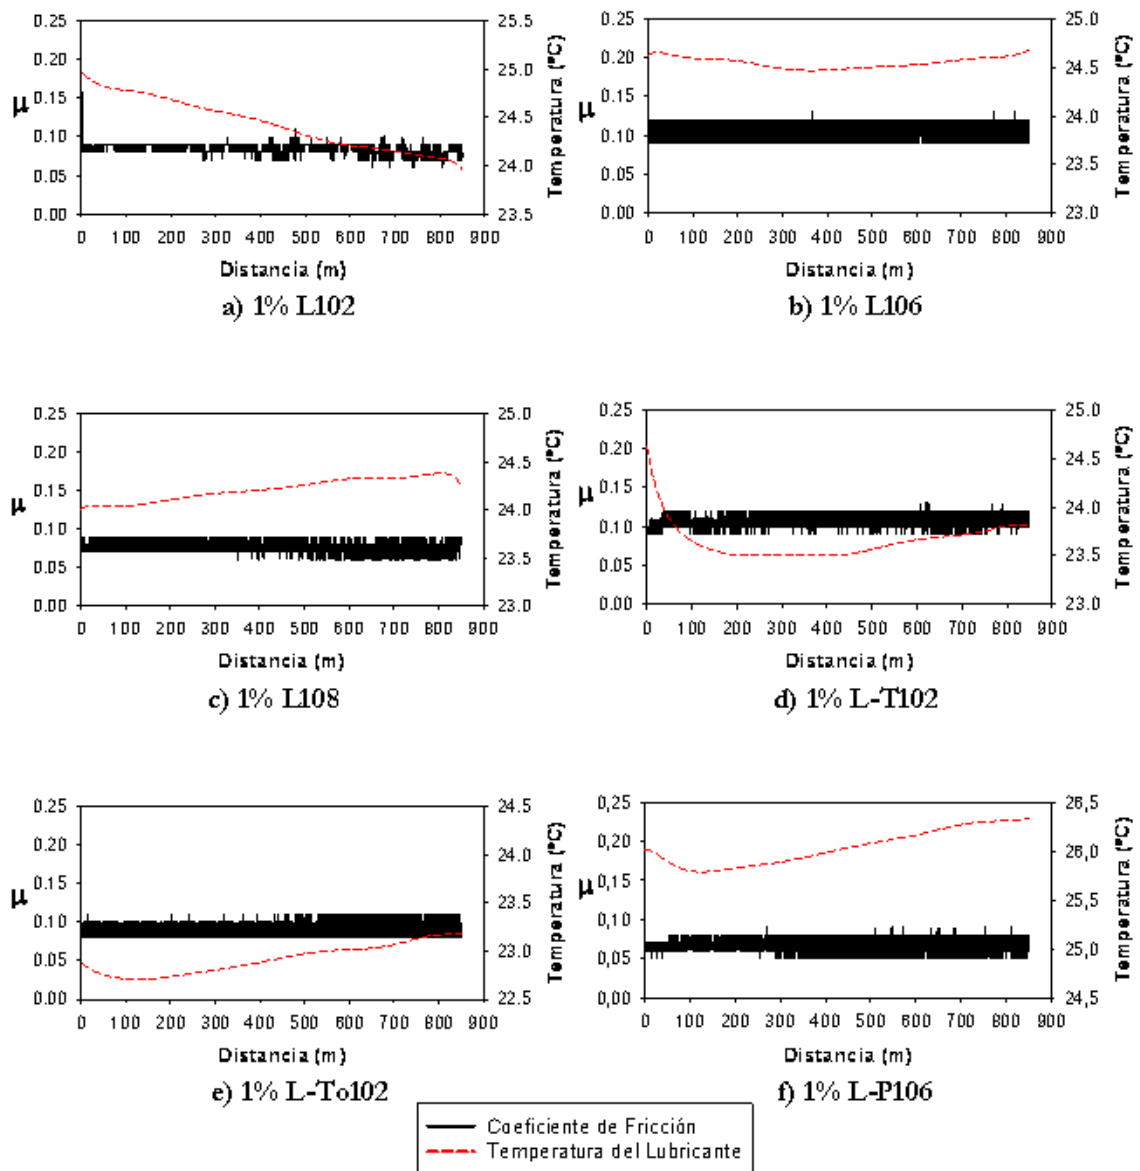 0.25
0.20
0.15
0.10
0.05
0.00
μ
25.5
25.0
24.5
24.0
23.5
Temperatura (ºC)
0 100 200 300 400 500 600 700 800 900
Distancia (m)
a) 1% L102
0.25
0.20
0.15
0.10
0.05
0.00
μ
25.0
24.5
24.0
23.5
23.0
Temperatura (ºC)
0 100 200 300 400 500 600 700 800 900
Distancia (m)
b) 1% L106
0.25
0.20
0.15
0.10
0.05
0.00
μ
25.0
24.5
24.0
23.5
23.0
Temperatura (ºC)
0 100 200 300 400 500 600 700 800 900
Distancia (m)
c) 1% L108
0.25
0.20
0.15
0.10
0.05
0.00
μ
25.0
24.5
24.0
23.5
23.0
Temperatura (ºC)
0 100 200 300 400 500 600 700 800 900
Distancia (m)
d) 1% L-T102
0.25
0.20
0.15
0.10
0.05
0.00
μ
24.5
24.0
23.5
23.0
22.5
Temperatura (ºC)
0 100 200 300 400 500 600 700 800 900
Distancia (m)
e) 1% L-To102
0,25
0,20
0,15
0,10
0,05
0,00
μ
26,5
26,0
25,5
25,0
24,5
Temperatura (ºC)
0 100 200 300 400 500 600 700 800 900
Distancia (m)
f) 1% L-P106
Coeficiente de Fricción
Temperatura del Lubricante